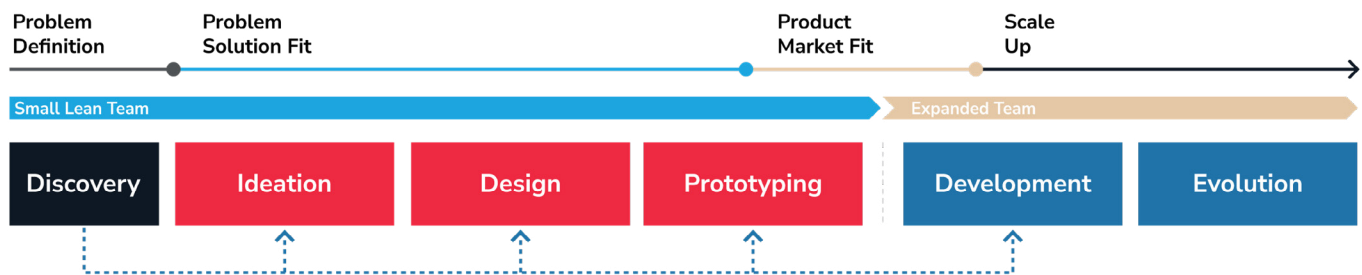 Problem
Definition
Problem
Solution Fit
Product
Market Fit
Scale
Up
Small Lean Team
Expanded Team
Discovery
Ideation
Design
Prototyping
Development
Evolution